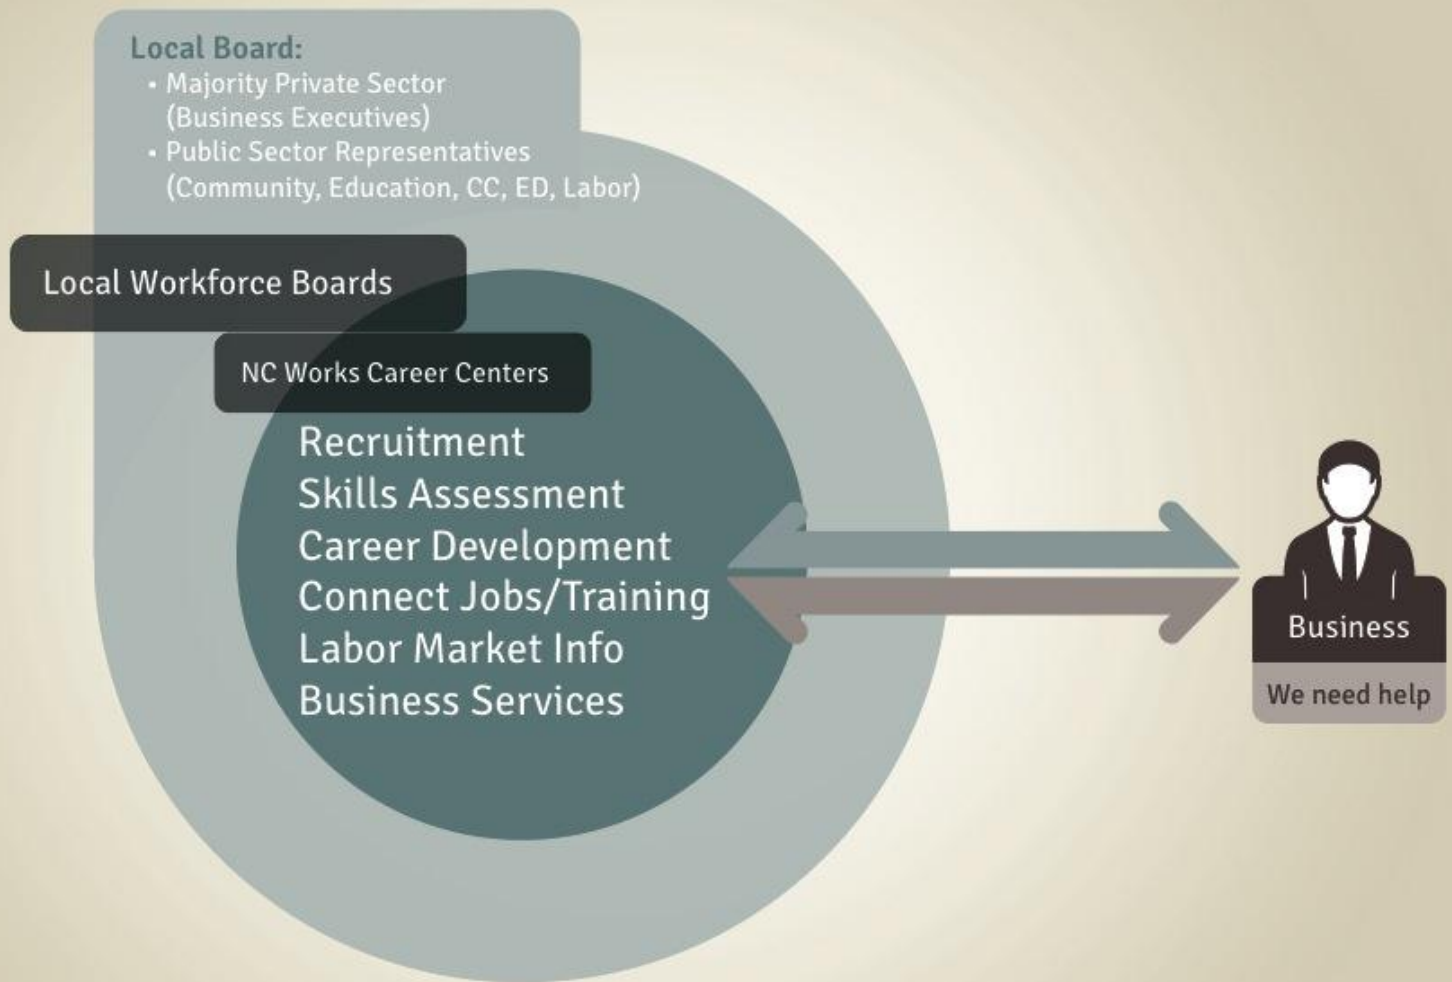 Local Board:
• Majority Private Sector
(Business Executives)
• Public Sector Representatives
(Community, Education, CC, ED, Labor)
Local Workforce Boards
NC Works Career Centers
Recruitment
Skills Assessment
Career Development
Connect Jobs/Training
Labor Market Info
Business Services
Business
We need help